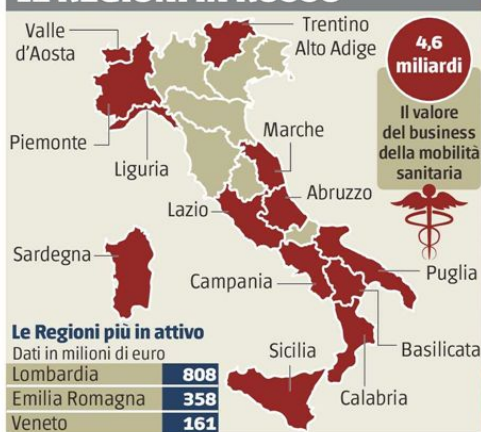 Valle
d'Aosta
Trentino
Alto Adige
4,6
miliardi
Il valore
del business
della mobilità
sanitaria
Piemonte
Liguria
Marche
Abruzzo
Lazio
Sardegna
Campania
Puglia
Basilicata
Sicilia
Calabria
Le Regioni più in attivo
Dati in milioni di euro
Lombardia 808
Emilia Romagna 358
Veneto 161